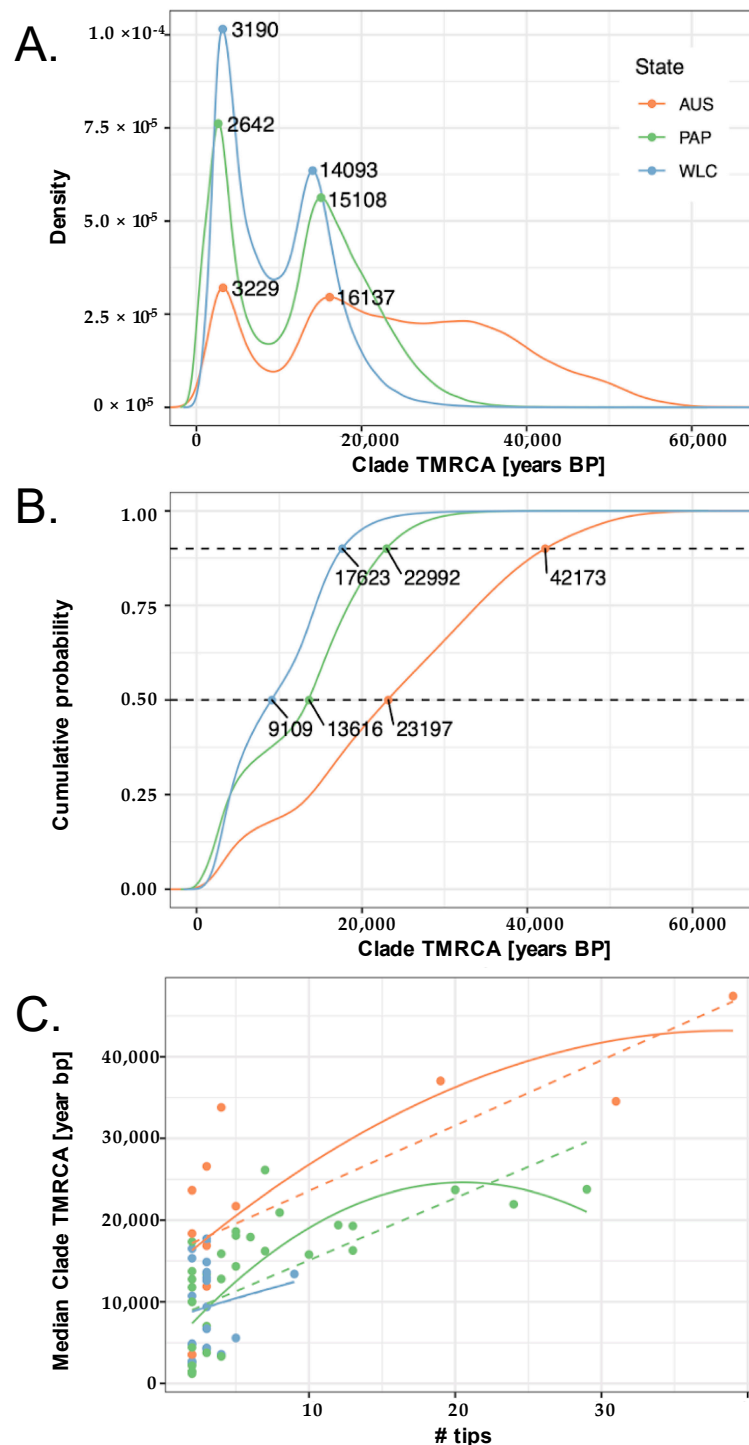 A.
1.0 ×10-4
3190
State
AUS
PAP
WLC
7.5 × 10⁵
2642
14093
15108
Density
5.0 × 10⁵
3229
16137
2.5 × 10⁵
0 × 10⁵
0
20,000
40,000
60,000
Clade TMRCA [years BP]
B.
1.00
17623
22992
42173
0.75
Cumulative probability
0.50
9109
13616
23197
0.25
0.00
0
20,000
40,000
60,000
Clade TMRCA [years BP]
C.
Median Clade TMRCA [year bp]
40,000
30,000
20,000
10,000
0
10
20
30
10
# tips